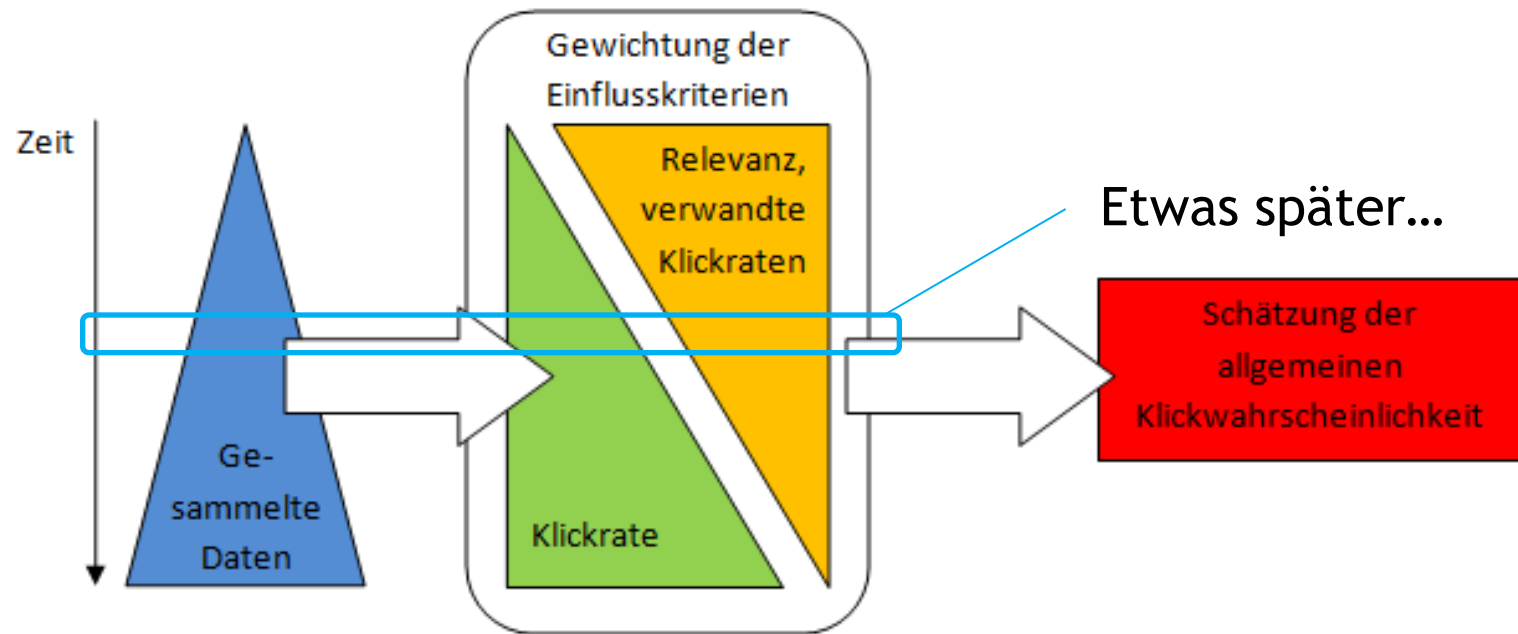 Zeit
Ge-
sammelte
Daten
Gewichtung der
Einflusskriterien
Relevanz,
verwandte
Klickraten
Klickrate
Etwas später…
Schätzung der
allgemeinen
Klickwahrscheinlichkeit